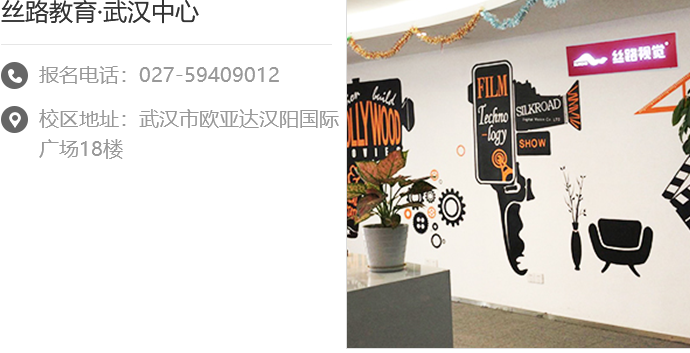 丝路教育·武汉中心
报名电话：027-59409012
校区地址：武汉市欧亚达汉阳国际
广场18楼
丝路视觉
build
HOLLYWOOD
FILM
Techno
-logy
SILKROAD
SHOW